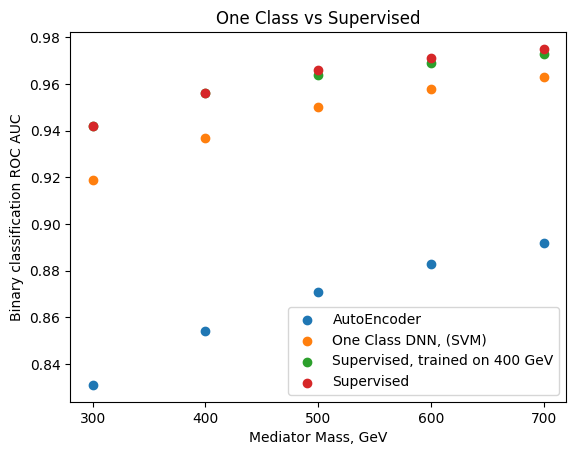 One Class vs Supervised
Binary classification ROC AUC
0.98
0.96
0.94
0.92
0.90
0.88
0.86
0.84
AutoEncoder
One Class DNN, (SVM)
Supervised, trained on 400 GeV
Supervised
300
400
500
600
700
Mediator Mass, GeV